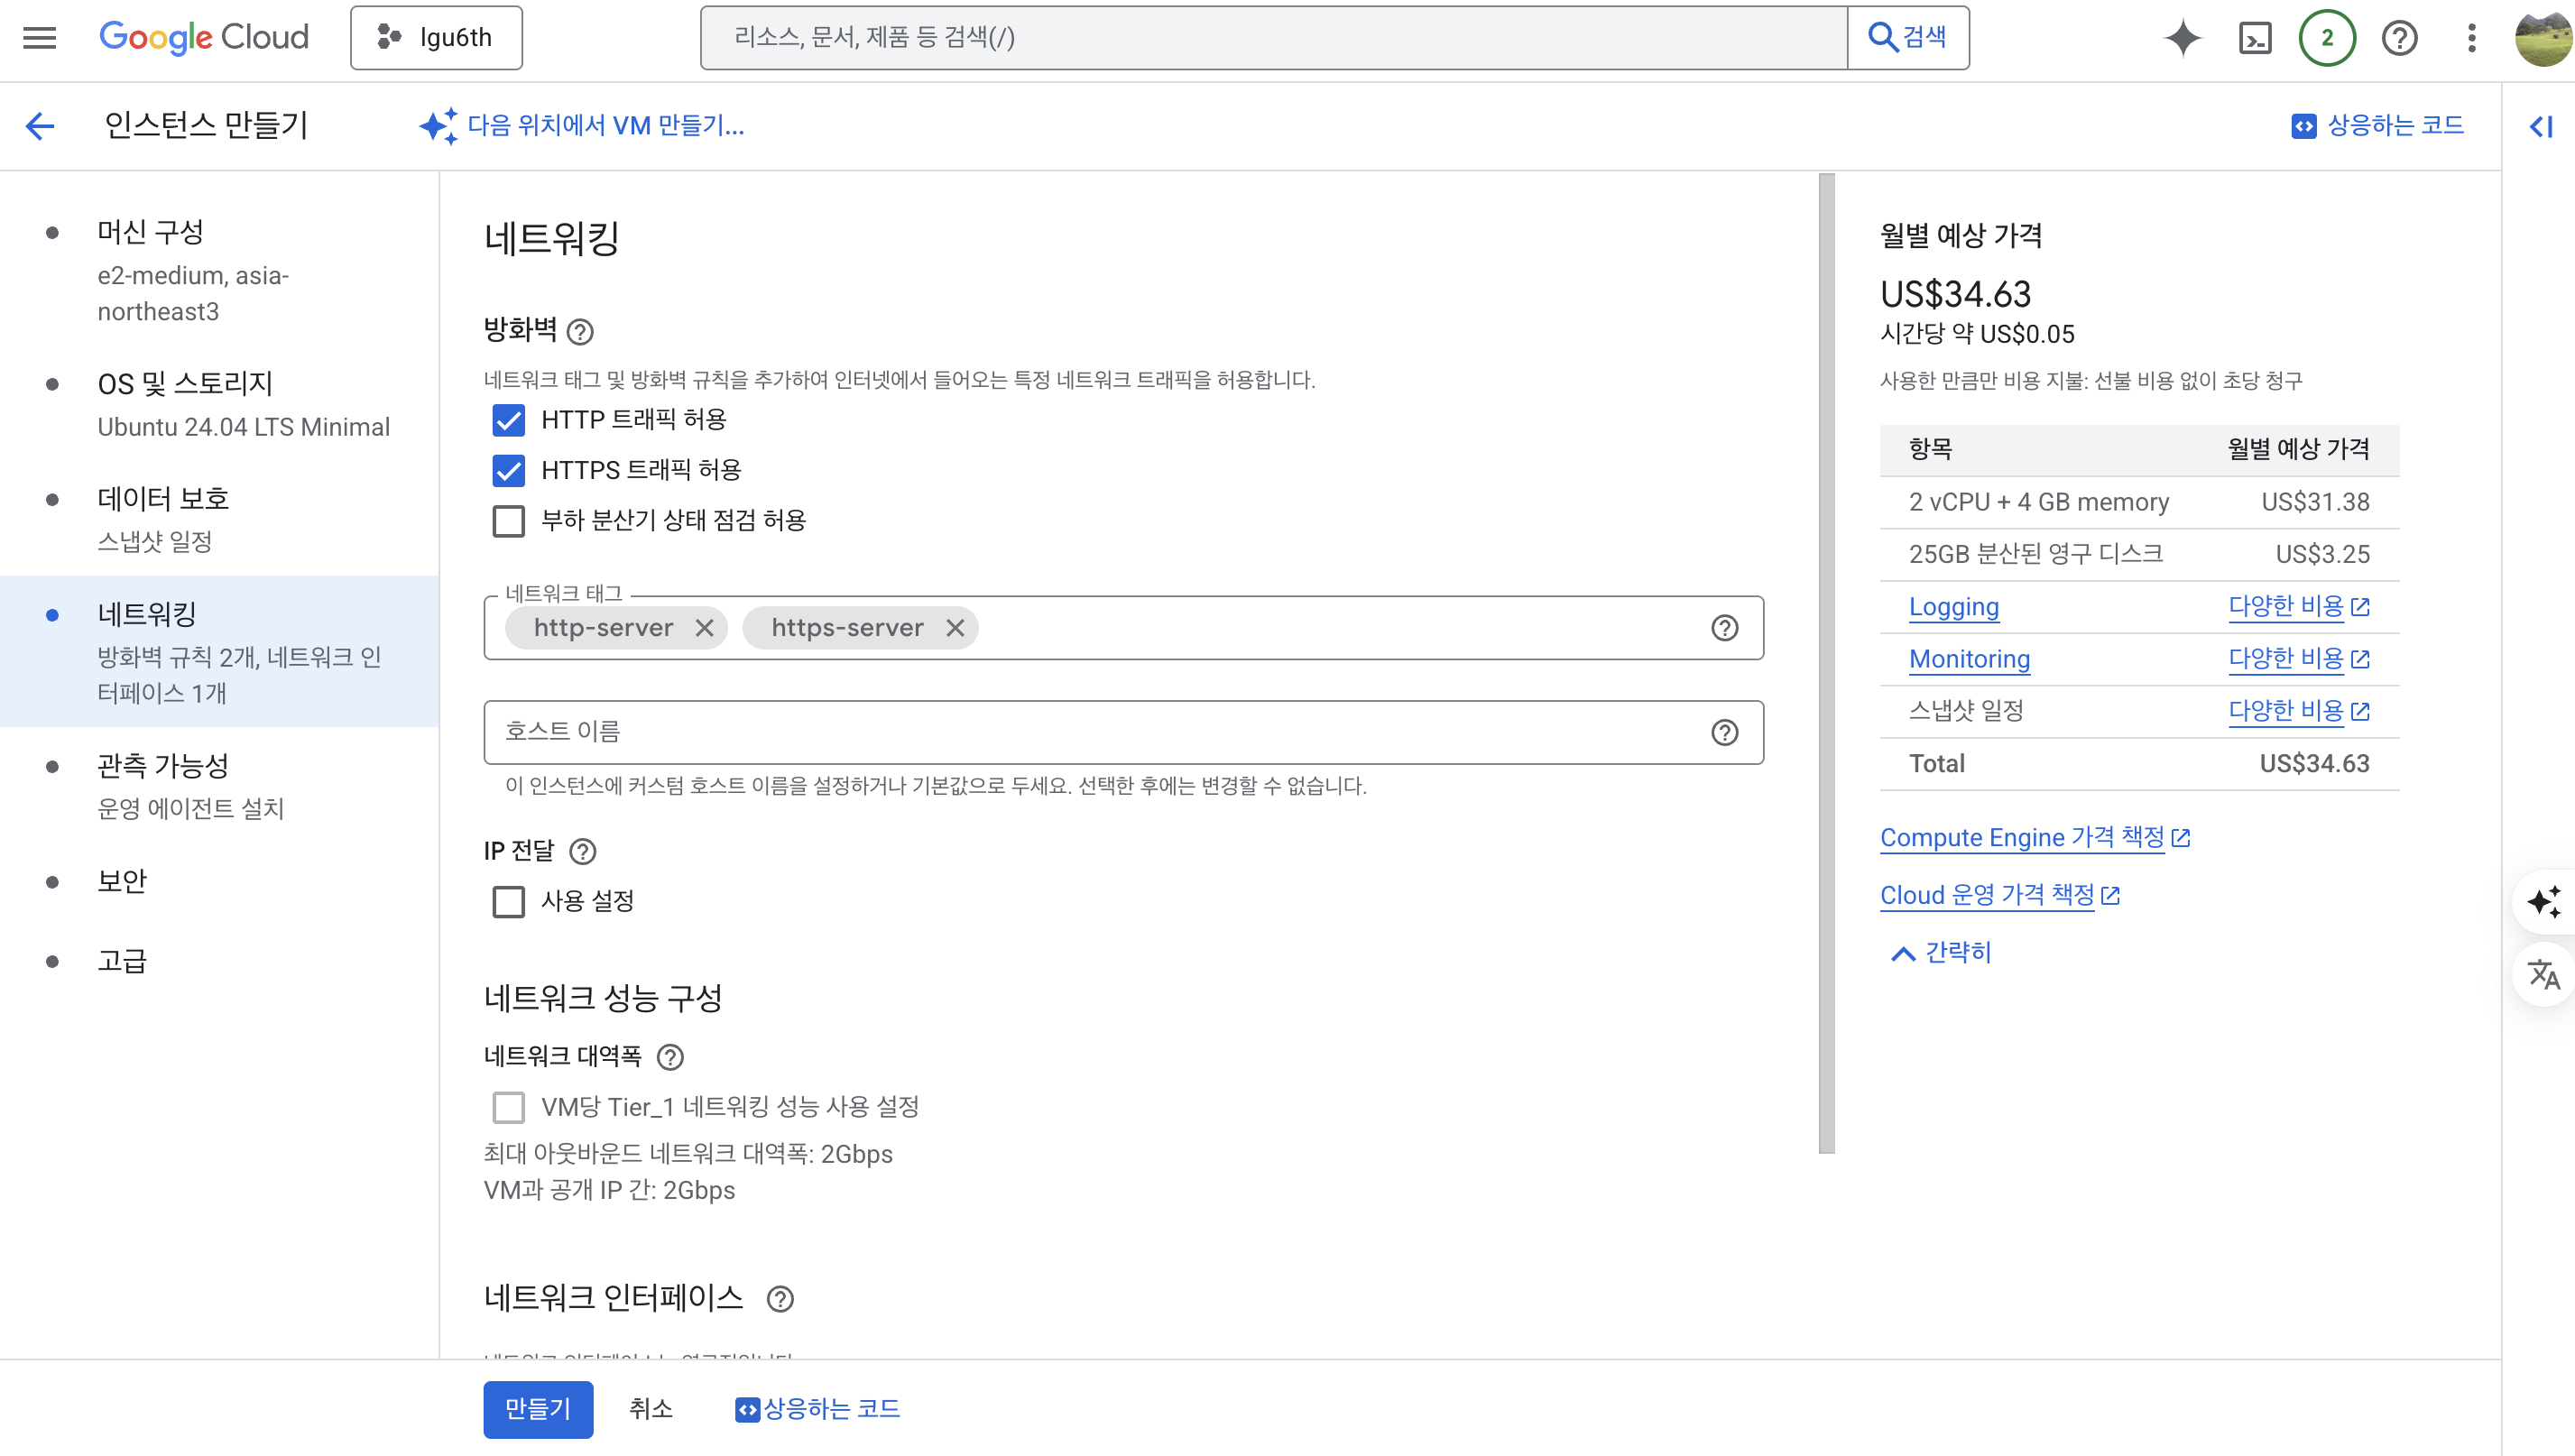 Google Cloud
lgu6th
리소스, 문서, 제품 등 검색(/)
검색
2
인스턴스 만들기
다음 위치에서 VM 만들기...
상응하는 코드
머신 구성
e2-medium, asia-
northeast3
OS 및 스토리지
Ubuntu 24.04 LTS Minimal
데이터 보호
스냅샷 일정
네트워킹
방화벽 규칙 2개, 네트워크 인
터페이스 1개
관측 가능성
운영 에이전트 설치
보안
고급
네트워킹
방화벽
네트워크 태그 및 방화벽 규칙을 추가하여 인터넷에서 들어오는 특정 네트워크 트래픽을 허용합니다.
HTTP 트래픽 허용
HTTPS 트래픽 허용
부하 분산기 상태 점검 허용
네트워크 태그
http-server
https-server
호스트 이름
이 인스턴스에 커스텀 호스트 이름을 설정하거나 기본값으로 두세요. 선택한 후에는 변경할 수 없습니다.
IP 전달
사용 설정
네트워크 성능 구성
네트워크 대역폭
VM당 Tier_1 네트워킹 성능 사용 설정
최대 아웃바운드 네트워크 대역폭: 2Gbps
VM과 공개 IP 간: 2Gbps
네트워크 인터페이스
만들기
취소
상응하는 코드
월별 예상 가격
US$34.63
시간당 약 US$0.05
사용한 만큼만 비용 지불: 선불 비용 없이 초당 청구
항목 월별 예상 가격
2 vCPU + 4 GB memory US$31.38
25GB 분산된 영구 디스크 US$3.25
Logging 다양한 비용
Monitoring 다양한 비용
스냅샷 일정 다양한 비용
Total US$34.63
Compute Engine 가격 책정
Cloud 운영 가격 책정
간략히